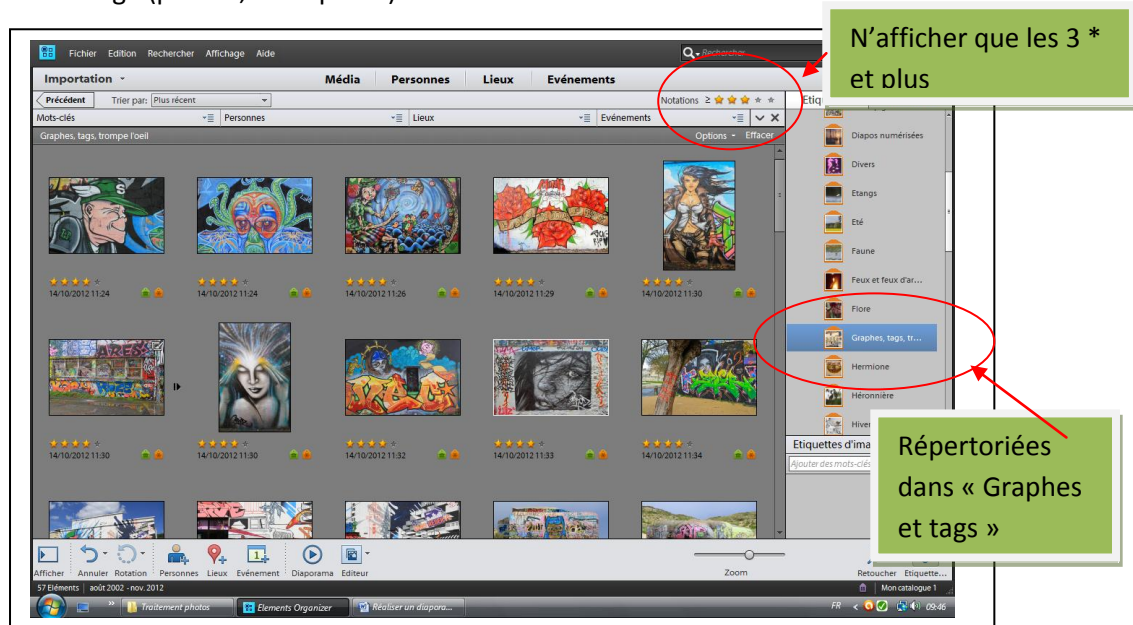 N'afficher que les 3 *
et plus
Fichier Edition Rechercher Affichage Aide
Rechercher
Importation Média Personnes Lieux Evénements
Précédent Trier par: Plus récent Notations ≥
Mots-clés Personnes Lieux Evénements
Graphes, tags, trompe l'oeil Options Effacer
Diapos numérisées
Divers
Etangs
Eté
Faune
Feux et feux d'ar...
Flore
Graphes, tags, tr...
Hermione
Héronnière
14/10/2012 11:24 14/10/2012 11:24 14/10/2012 11:26 14/10/2012 11:29 14/10/2012 11:30
14/10/2012 11:30 14/10/2012 11:30 14/10/2012 11:32 14/10/2012 11:33 14/10/2012 11:34
Etiquettes d'ima
Ajouter des mots-clés
Répertoriées
dans « Graphes
et tags »
Afficher Annuler Rotation Personnes Lieux Evénement Diaporama Editeur Zoom Retoucher Etiquette...
57 Eléments août 2002 - nov. 2012 Mon catalogue 1
Traitement photos Elements Organizer Réaliser un diapora... FR 09:46